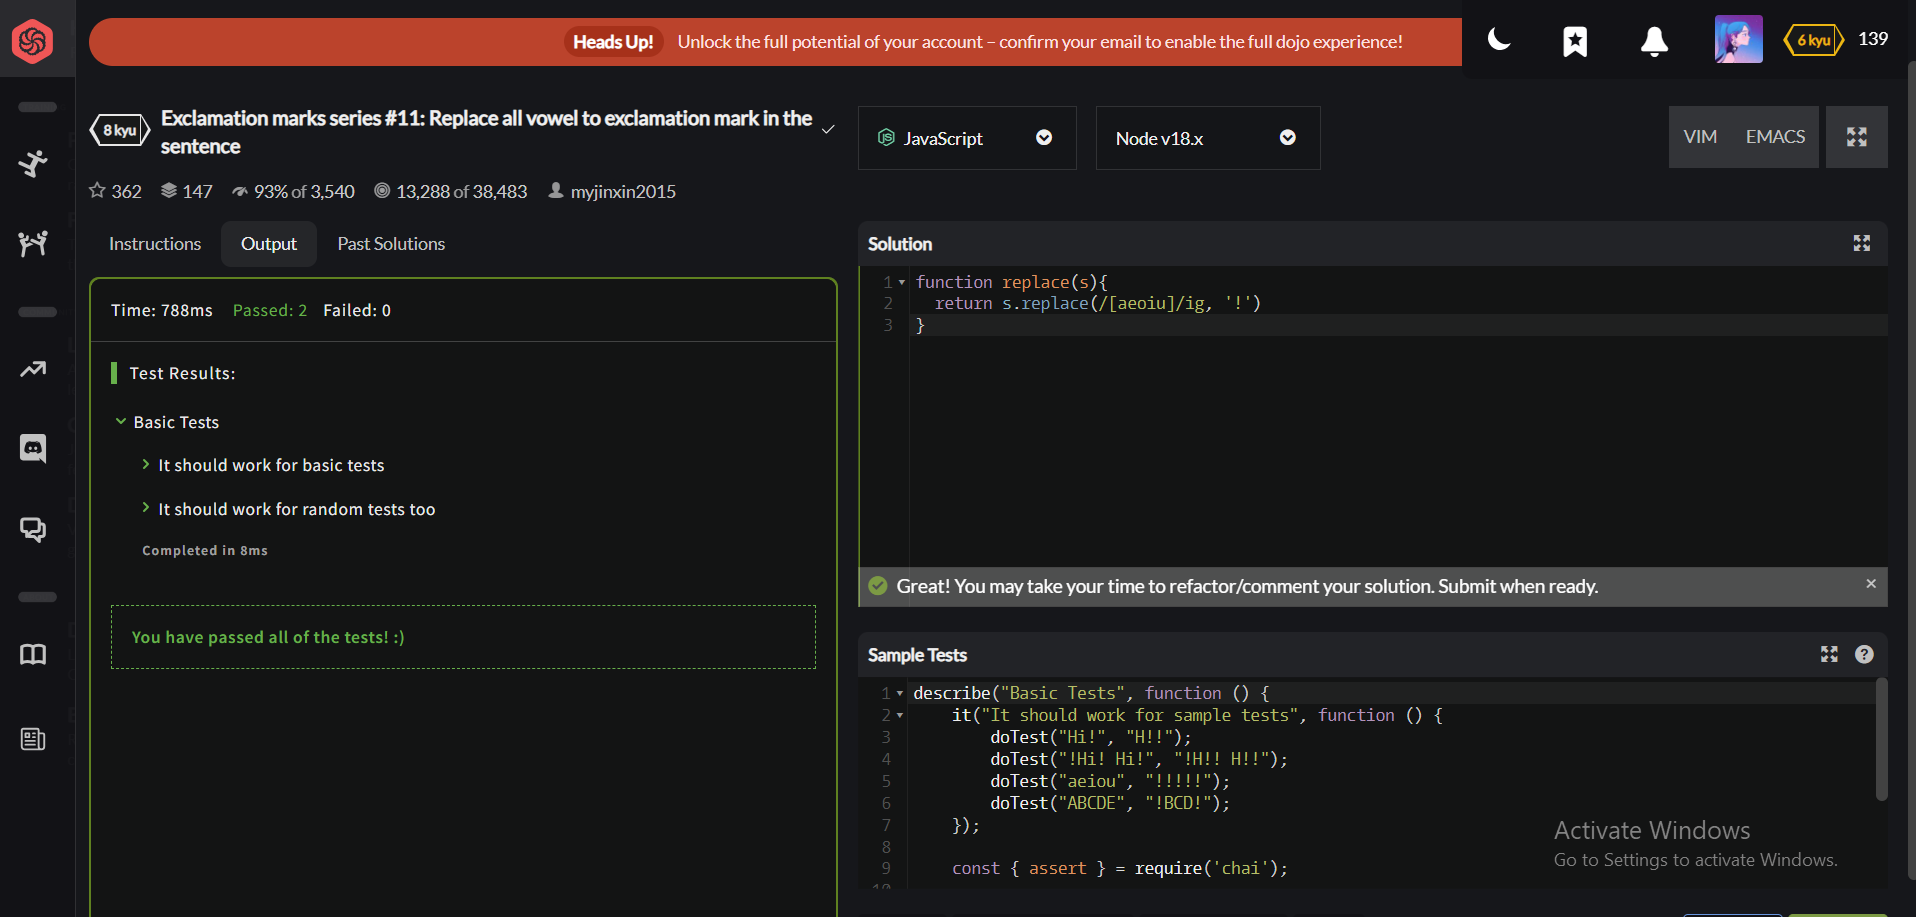 Heads Up! Unlock the full potential of your account – confirm your email to enable the full dojo experience!
6 kyu 139
8 kyu
Exclamation marks series #11: Replace all vowel to exclamation mark in the
sentence
362 147 93% of 3,540 13,288 of 38,483 myjinxin2015
JavaScript
Node v18.x
VIM EMACS
Instructions Output Past Solutions
Time: 788ms Passed: 2 Failed: 0
Test Results:
Basic Tests
It should work for basic tests
It should work for random tests too
Completed in 8ms
You have passed all of the tests! :)
Solution
1 function replace(s){
2 return s.replace(/[aeoiu]/ig, '!')
3 }
Great! You may take your time to refactor/comment your solution. Submit when ready.
Sample Tests
1 describe("Basic Tests", function () {
2 it("It should work for sample tests", function () {
3 doTest("Hi!", "H!!");
4 doTest("!Hi! Hi!", "!H!! H!!");
5 doTest("aeiou", "!!!!!");
6 doTest("ABCDE", "!BCD!");
7 });
8
9 const { assert } = require('chai');
10
Activate Windows
Go to Settings to activate Windows.